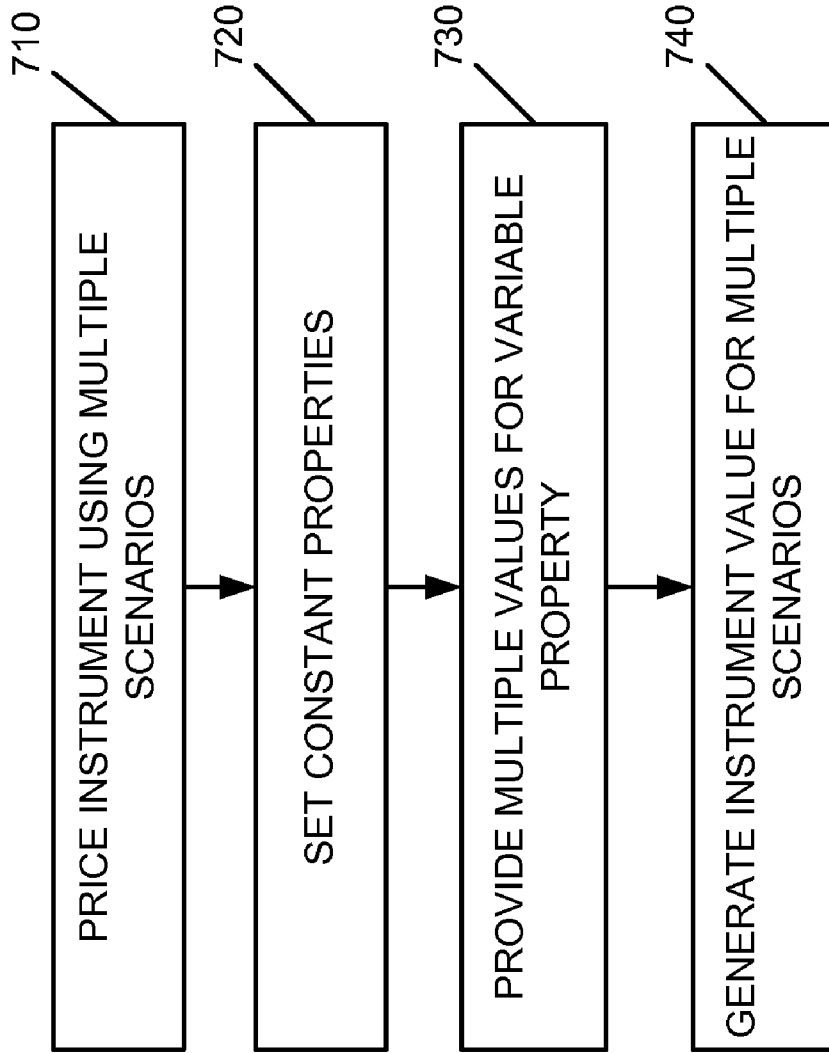 710
PRICE INSTRUMENT USING MULTIPLE
SCENARIOS
720
SET CONSTANT PROPERTIES
730
PROVIDE MULTIPLE VALUES FOR VARIABLE
PROPERTY
740
GENERATE INSTRUMENT VALUE FOR MULTIPLE
SCENARIOS